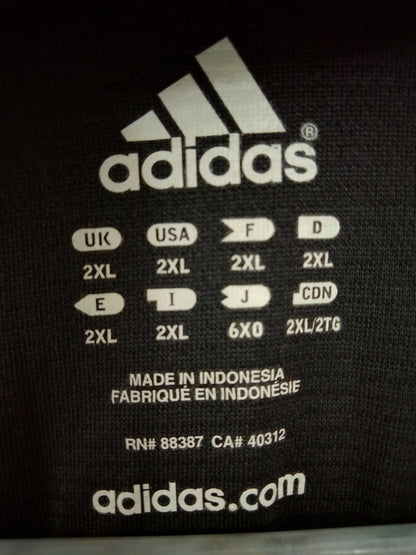 adidas®
UK USA F D
2XL 2XL 2XL 2XL
E I J CDN
2XL 2XL 6XO 2XL/2TG
MADE IN INDONESIA
FABRIQUÉ EN INDONÉSIE
RN# 88387 CA# 40312
adidas.com